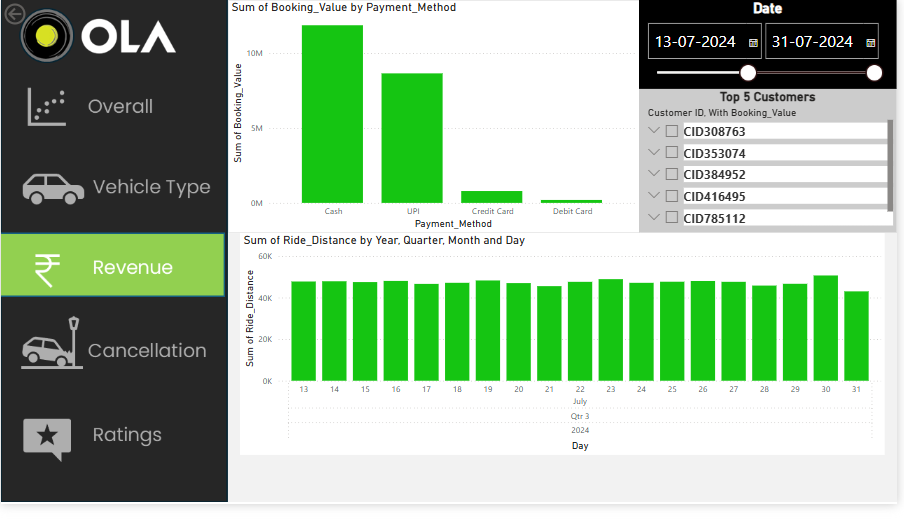 OLA
Overall
Vehicle Type
Revenue
Cancellation
Ratings
Sum of Booking_Value by Payment_Method
Sum of Booking_Value
10M
5M
0M
Cash
UPI
Credit Card
Debit Card
Payment_Method
Date
13-07-2024
31-07-2024
Top 5 Customers
Customer ID, With Booking_Value
CID308763
CID353074
CID384952
CID416495
CID785112
Sum of Ride_Distance by Year, Quarter, Month and Day
Sum of Ride_Distance
60K
40K
20K
0K
13 14 15 16 17 18 19 20 21 22 23 24 25 26 27 28 29 30 31
July
Qtr 3
2024
Day